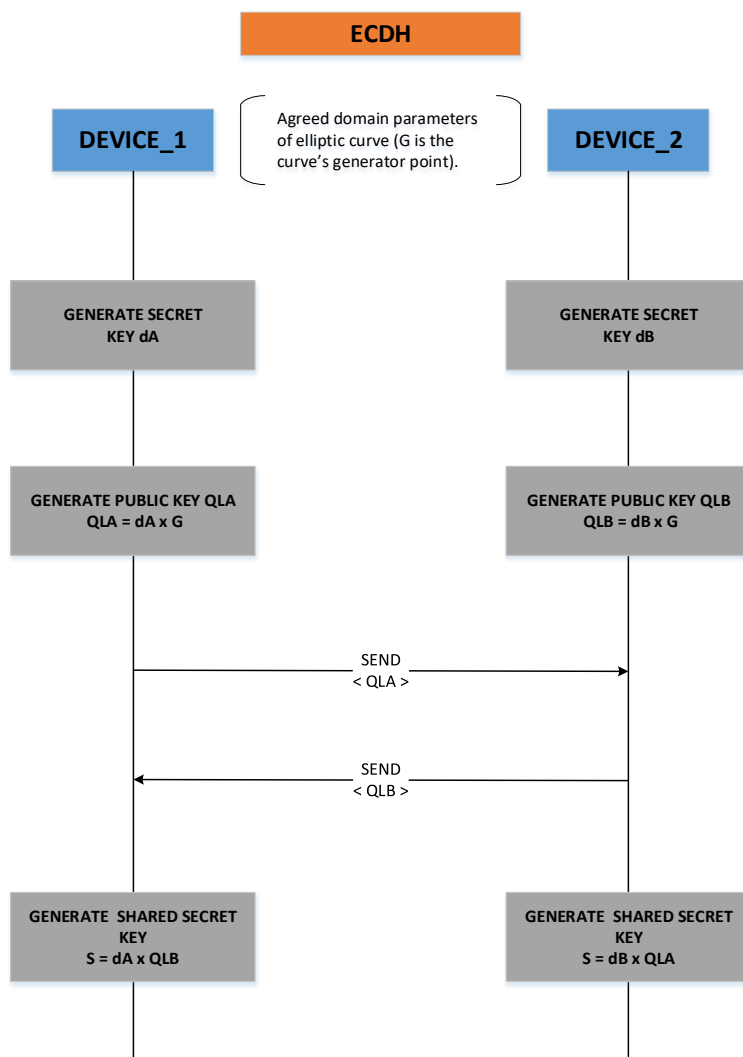 ECDH
Agreed domain parameters
of elliptic curve (G is the
curve's generator point).
DEVICE_1
DEVICE_2
GENERATE SECRET
KEY dA
GENERATE SECRET
KEY dB
GENERATE PUBLIC KEY QLA
QLA = dA x G
GENERATE PUBLIC KEY QLB
QLB = dB x G
SEND
< QLA >
SEND
< QLB >
GENERATE  SHARED SECRET
KEY
S = dA x QLB
GENERATE  SHARED SECRET
KEY
S = dB x QLA